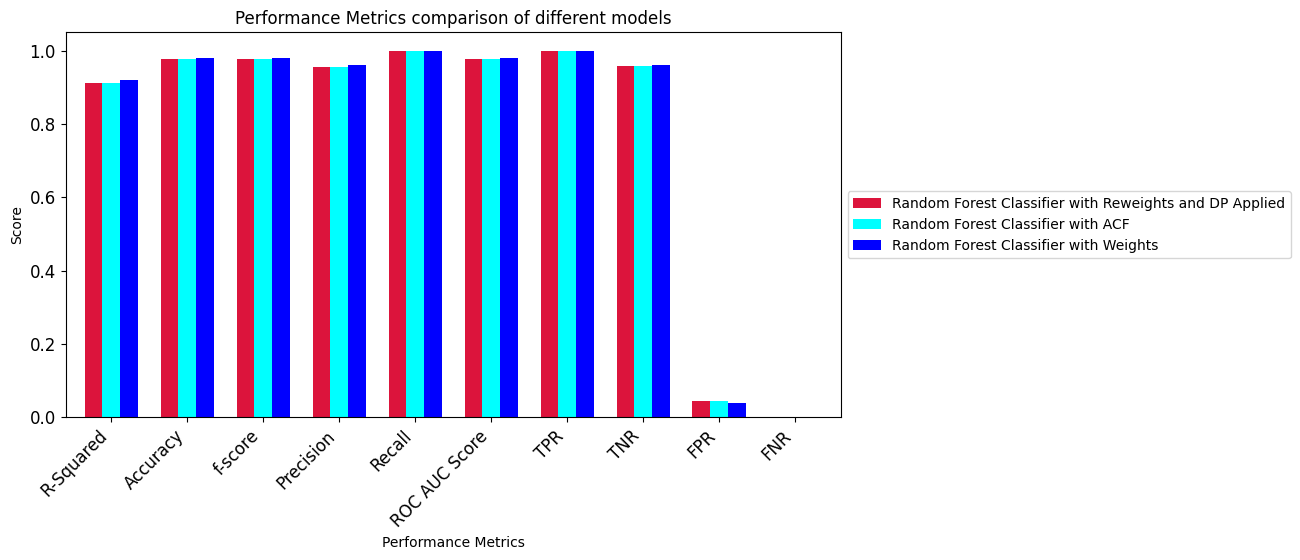 Performance Metrics comparison of different models
Score
1.0
0.8
0.6
0.4
0.2
0.0
R-Squared
Accuracy
f-score
Precision
Recall
ROC AUC Score
TPR
TNR
FPR
FNR
Performance Metrics
Random Forest Classifier with Reweights and DP Applied
Random Forest Classifier with ACF
Random Forest Classifier with Weights